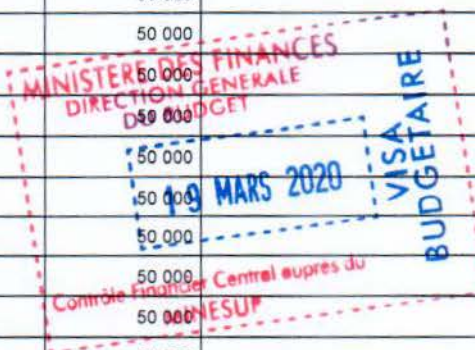 50 000
MINISTERE DES FINANCES
50 000
DIRECTION GENERALE
DU BUDGET
50 000
50 000
19 MARS 2020
50 000
VISA
BUDGETAIRE
50 000
50 000
Contrôle Financier Central aupres du
50 000
MINESUP